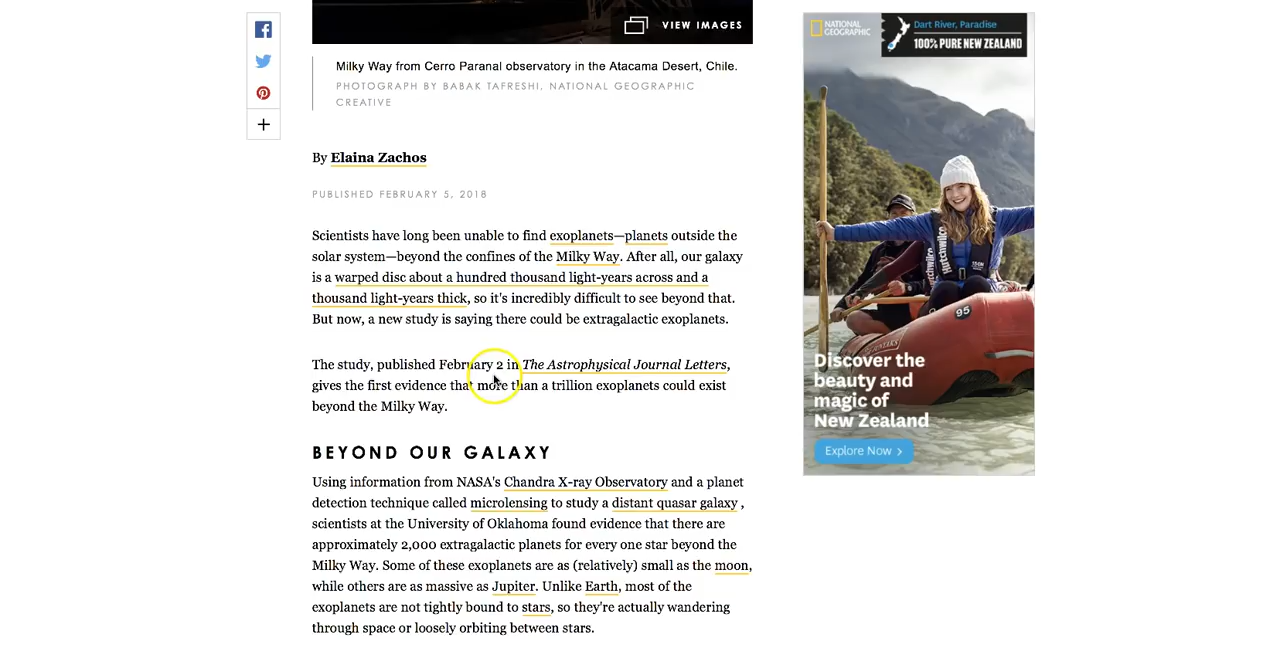 VIEW IMAGES
Milky Way from Cerro Paranal observatory in the Atacama Desert, Chile.
PHOTOGRAPH BY BABAK TAFRESHI, NATIONAL GEOGRAPHIC
CREATIVE
By Elaina Zachos
PUBLISHED FEBRUARY 5, 2018
Scientists have long been unable to find exoplanets—planets outside the
solar system—beyond the confines of the Milky Way. After all, our galaxy
is a warped disc about a hundred thousand light-years across and a
thousand light-years thick, so it's incredibly difficult to see beyond that.
But now, a new study is saying there could be extragalactic exoplanets.
The study, published February 2 in The Astrophysical Journal Letters,
gives the first evidence that more than a trillion exoplanets could exist
beyond the Milky Way.
BEYOND OUR GALAXY
Using information from NASA's Chandra X-ray Observatory and a planet
detection technique called microlensing to study a distant quasar galaxy ,
scientists at the University of Oklahoma found evidence that there are
approximately 2,000 extragalactic planets for every one star beyond the
Milky Way. Some of these exoplanets are as (relatively) small as the moon,
while others are as massive as Jupiter. Unlike Earth, most of the
exoplanets are not tightly bound to stars, so they're actually wandering
through space or loosely orbiting between stars.
NATIONAL
GEOGRAPHIC
Dart River, Paradise
100% PURE NEW ZEALAND
Hutchwilco
95
Discover the
beauty and
magic of
New Zealand
Explore Now >